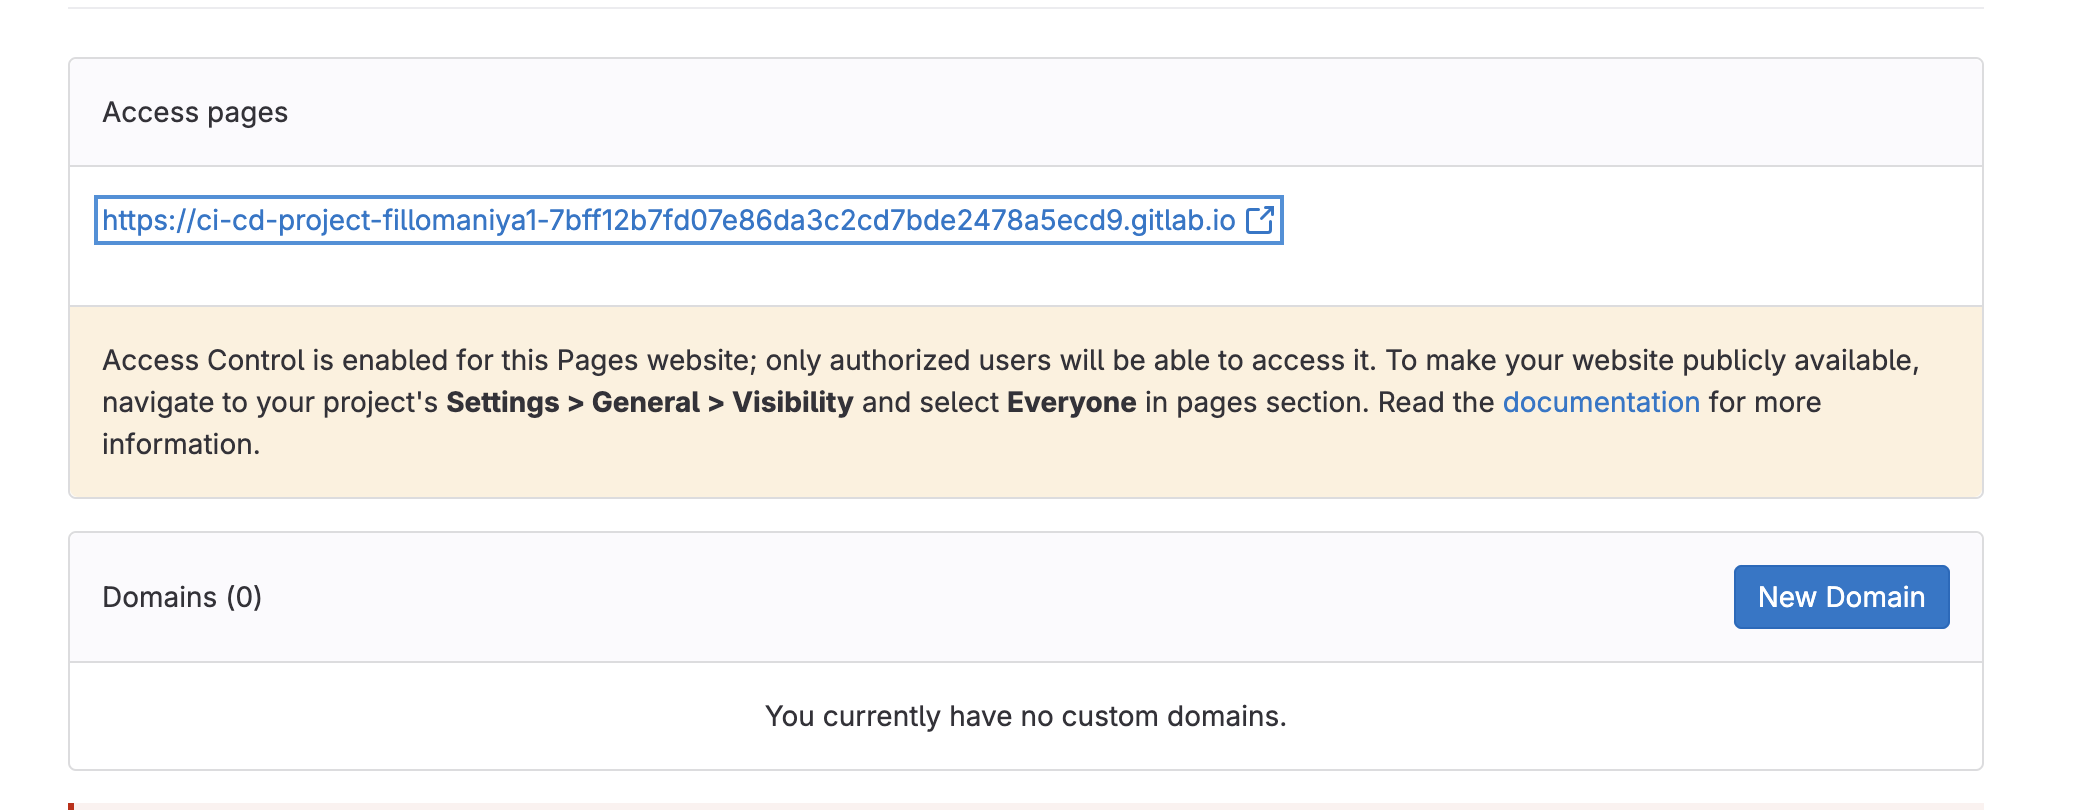 Access pages
https://ci-cd-project-fillomaniya1-7bff12b7fd07e86da3c2cd7bde2478a5ecd9.gitlab.io
Access Control is enabled for this Pages website; only authorized users will be able to access it. To make your website publicly available,
navigate to your project's Settings > General > Visibility and select Everyone in pages section. Read the documentation for more
information.
Domains (0)
New Domain
You currently have no custom domains.